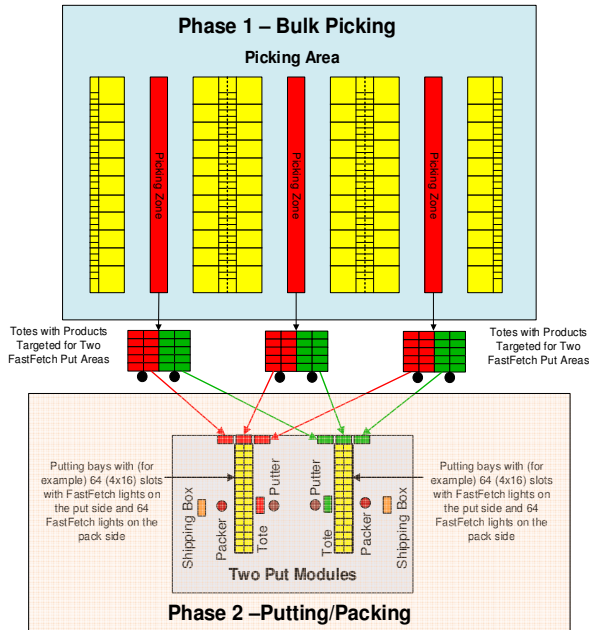 Phase 1 – Bulk Picking
Picking Area
Picking Zone
Picking Zone
Picking Zone
Totes with Products
Targeted for Two
FastFetch Put Areas
Totes with Products
Targeted for Two
FastFetch Put Areas
Putting bays with (for
example) 64 (4x16) slots
with FastFetch lights on
the put side and 64
FastFetch lights on the
pack side
Shipping Box
Packer
Tote
Putter
Putter
Tote
Packer
Shipping Box
Putting bays with (for
example) 64 (4x16) slots
with FastFetch lights on
the put side and 64
FastFetch lights on the
pack side
Two Put Modules
Phase 2 –Putting/Packing